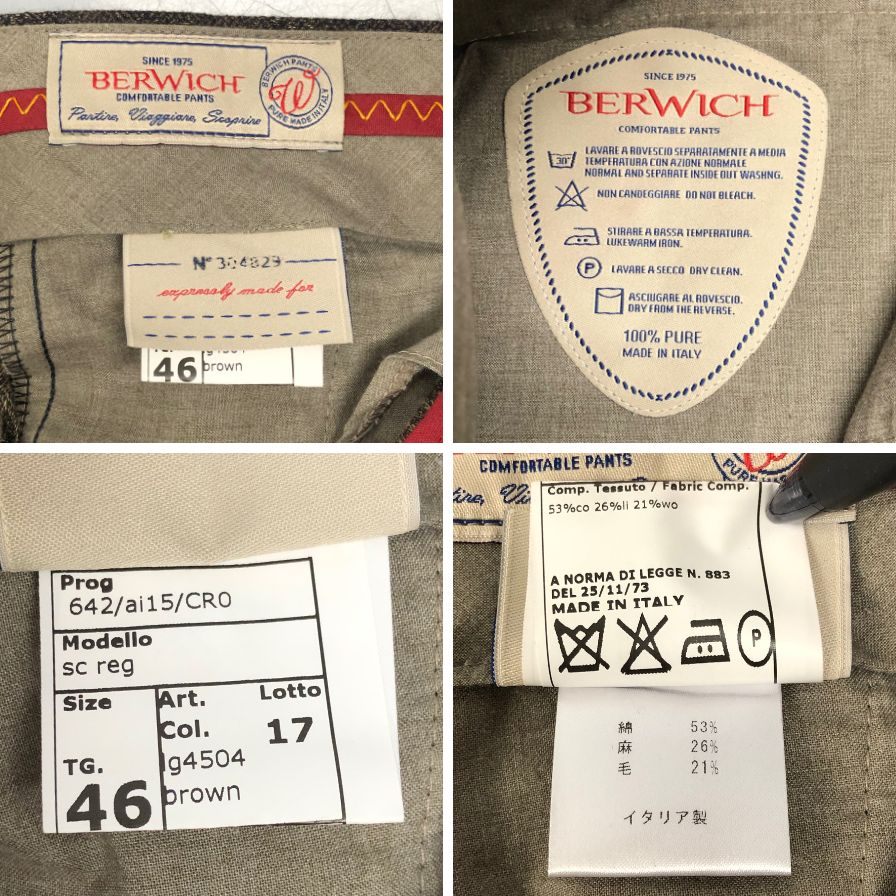 SINCE 1975
BERWICH
COMFORTABLE PANTS
Partire, Viaggiare, Scoprire
BERWICH PANTS
W
PURE MADE IN ITALY
N° 304829
expressly made for
46
brown
SINCE 1975
BERWICH
COMFORTABLE PANTS
30°
LAVARE A ROVESCIO SEPARATAMENTE A MEDIA
TEMPERATURA CON AZIONE NORMALE
NORMAL AND SEPARATE INSIDE OUT WASHNG.
NON CANDEGGIARE DO NOT BLEACH.
STIRARE A BASSA TEMPERATURA.
LUKEWARM IRON.
P
LAVARE A SECCO DRY CLEAN.
ASCIUGARE AL ROVESCIO.
DRY FROM THE REVERSE.
100% PURE
MADE IN ITALY
Prog
642/ai15/CR0
Modello
sc reg
Size
Art.
Lotto
Col.
17
TG.
lg4504
46
brown
COMFORTABLE PANTS
Comp. Tessuto / Fabric Comp.
53%co 26%li 21%wo
A NORMA DI LEGGE N. 883
DEL 25/11/73
MADE IN ITALY
P
綿 53%
麻 26%
毛 21%
イタリア製